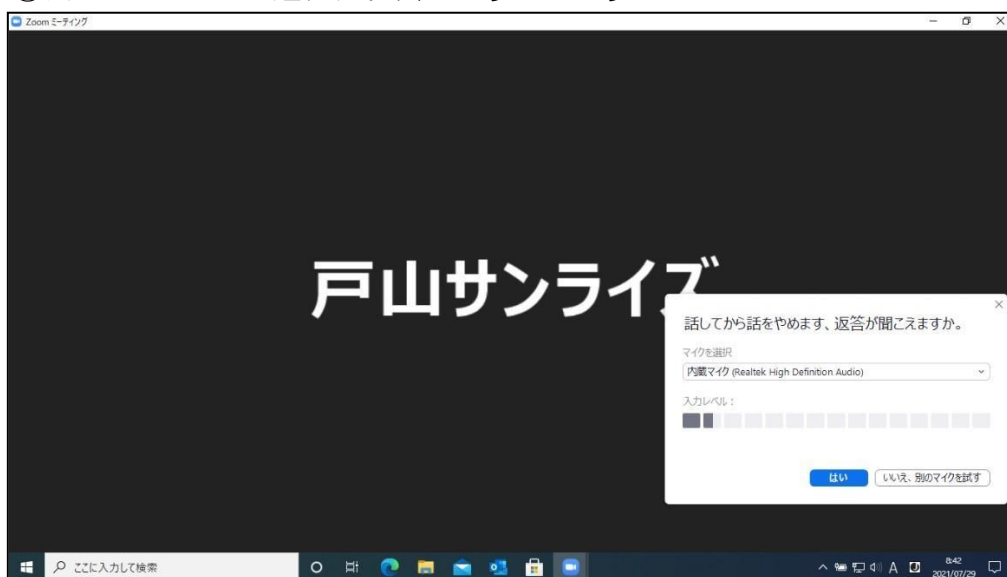 Zoom ミーティング
戸山サンライズ
話してから話をやめます、返答が聞こえますか。
マイクを選択
内蔵マイク (Realtek High Definition Audio)
入力レベル：
はい
いいえ、別のマイクを試す
ここに入力して検索
A
8:42
2021/07/29